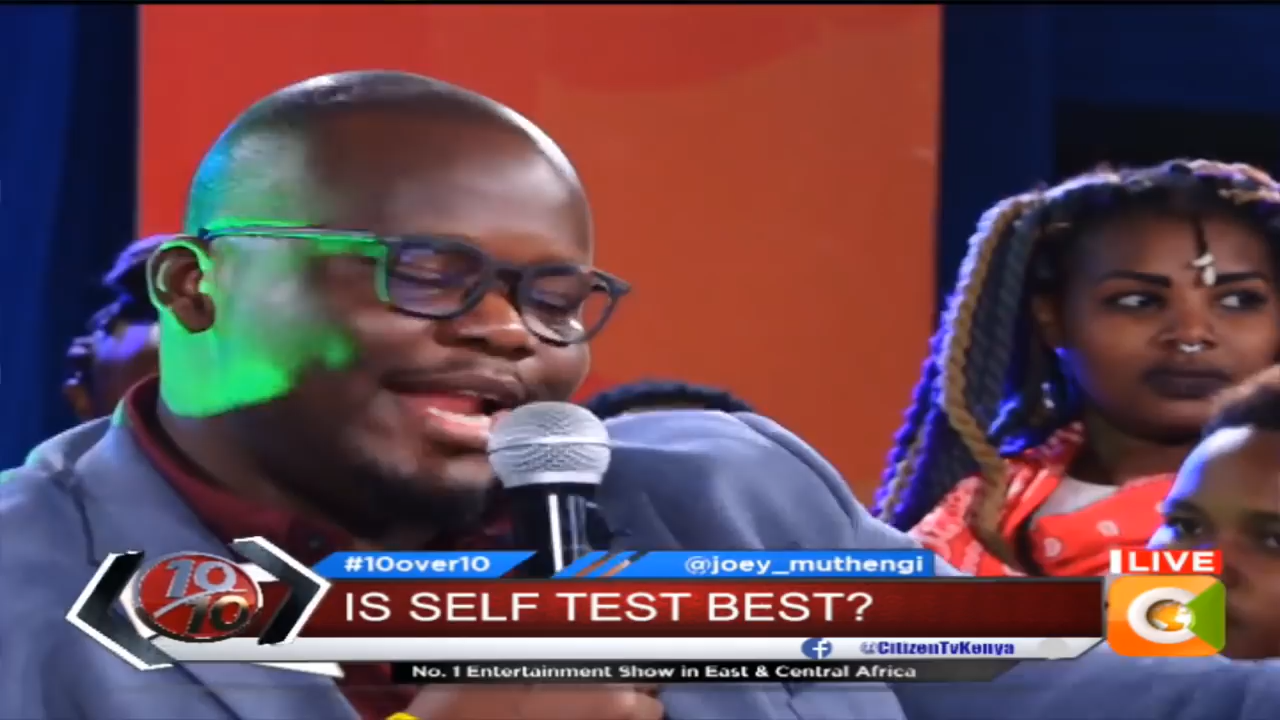 #10over10
@joey_muthengi
LIVE
10
10
IS SELF TEST BEST?
@CitizenTvKenya
No. 1 Entertainment Show in East & Central Africa